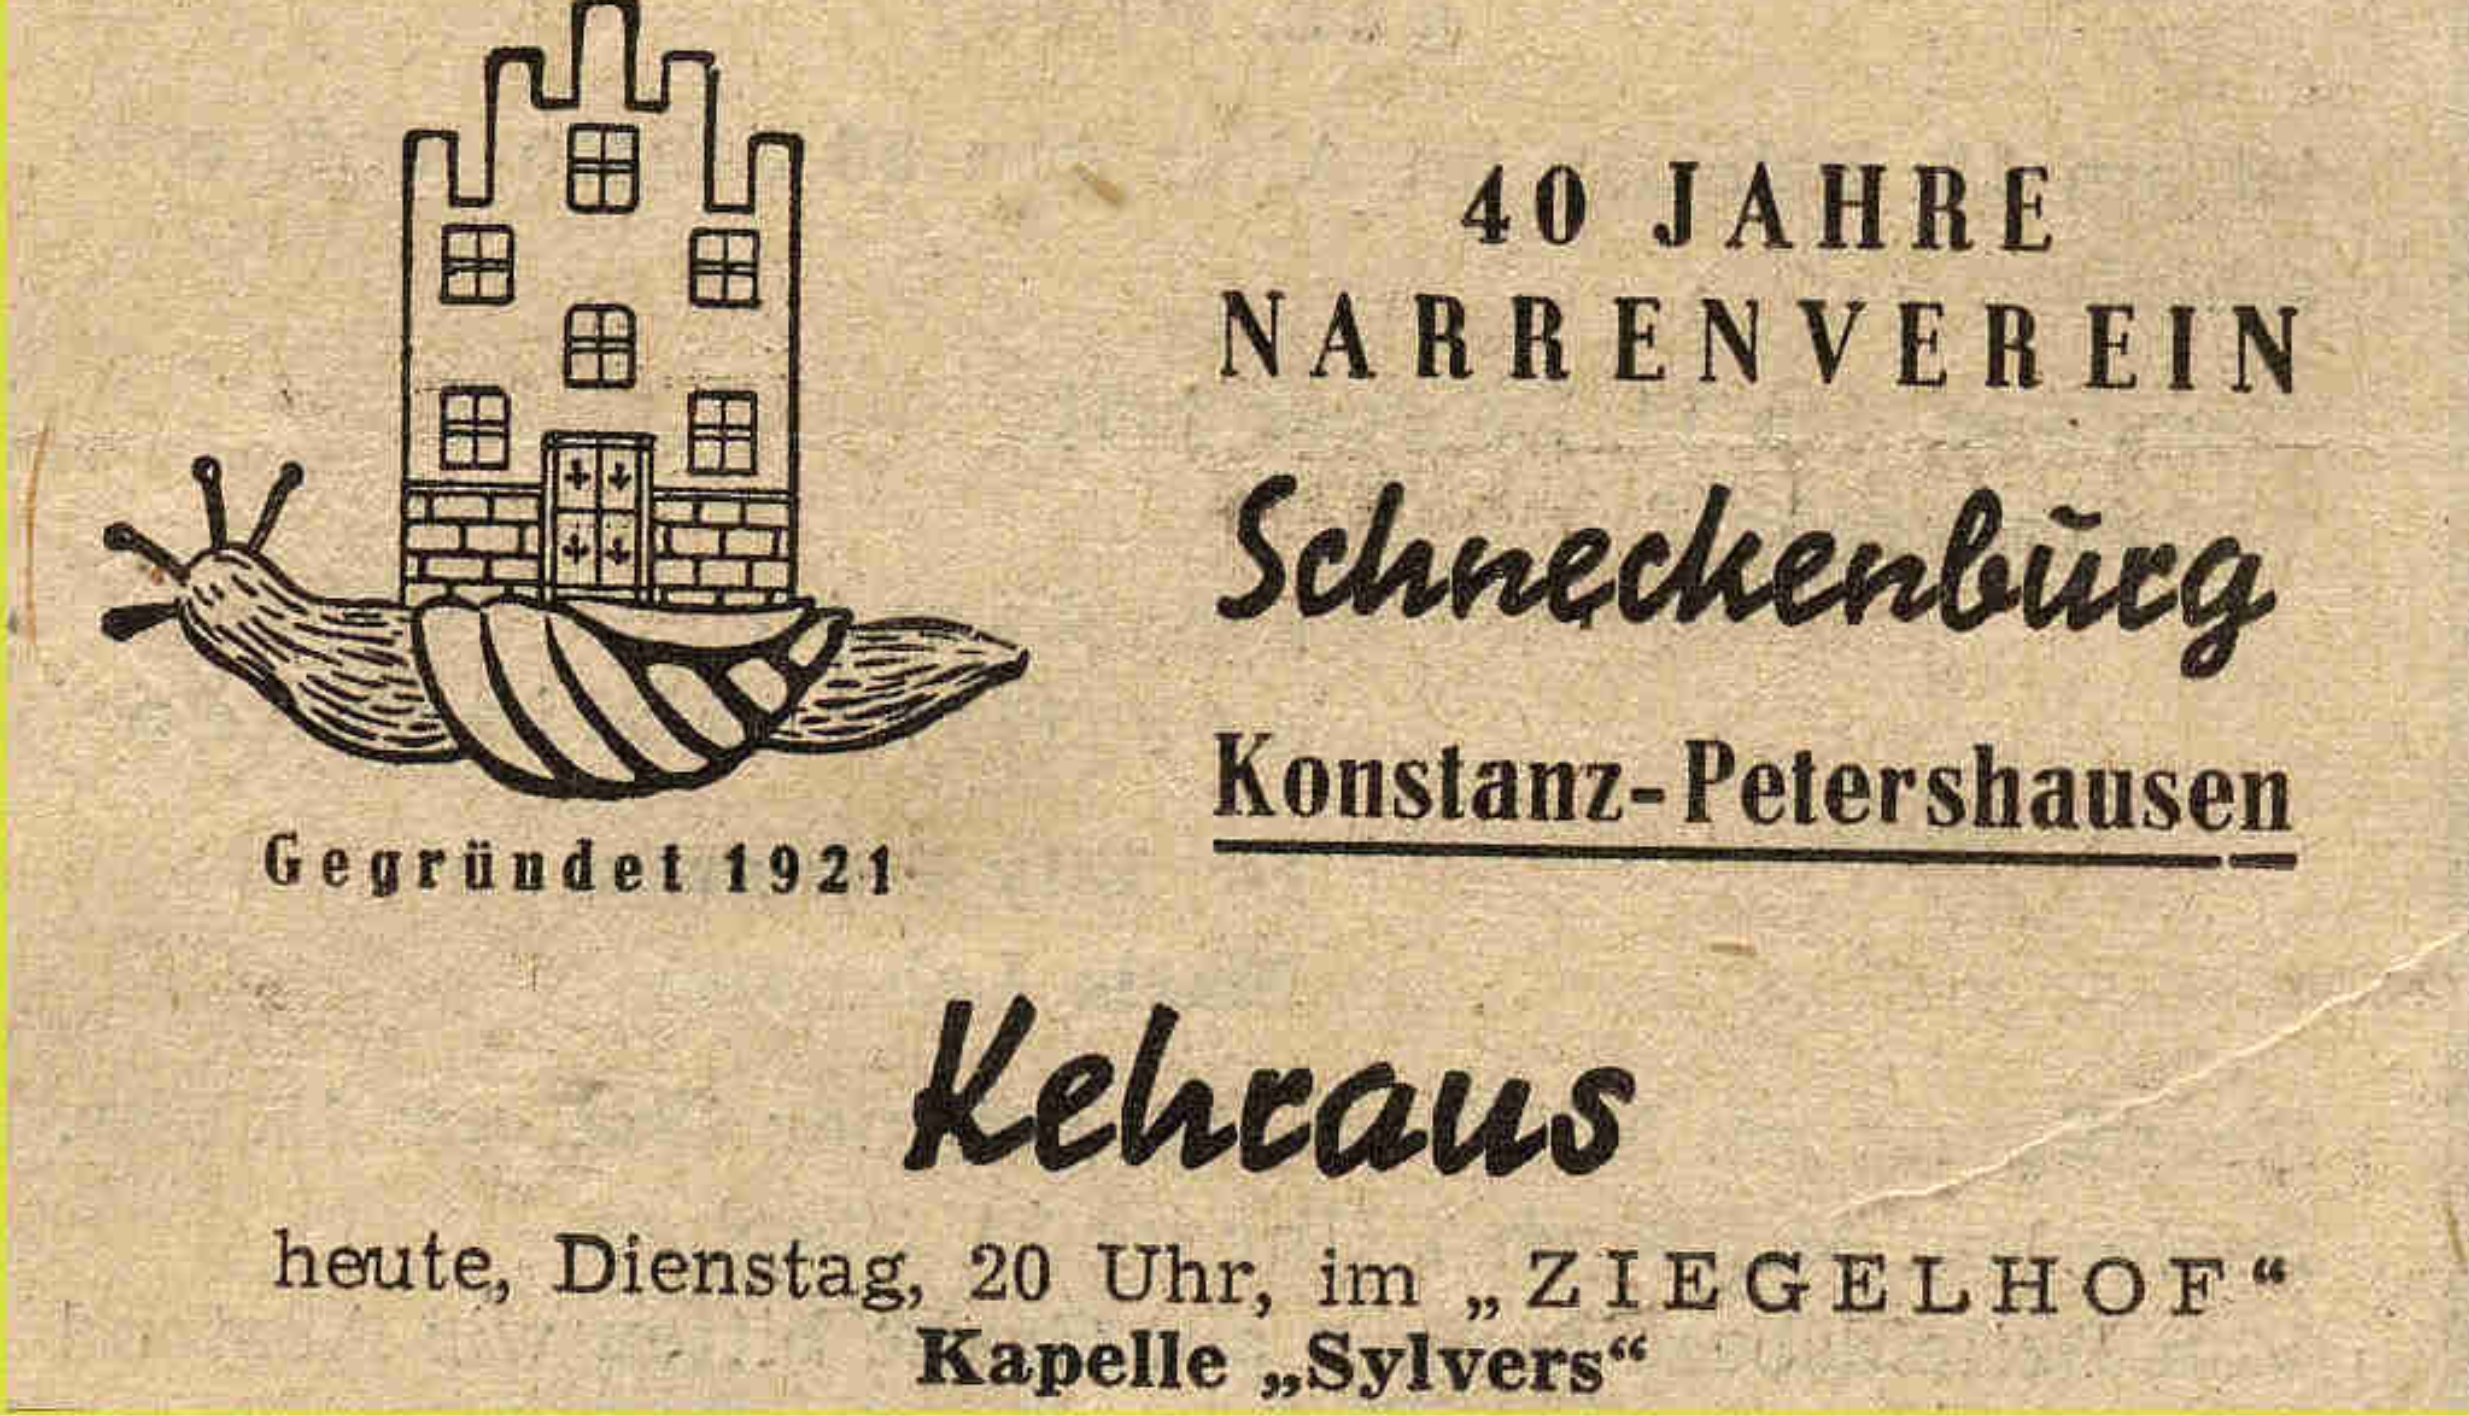 40 JAHRE
NARRENVEREIN
Schneckenburg
Konstanz-Petershausen
Gegründet 1921
Kehraus
heute, Dienstag, 20 Uhr, im „ZIEGELHOF“
Kapelle „Sylvers“